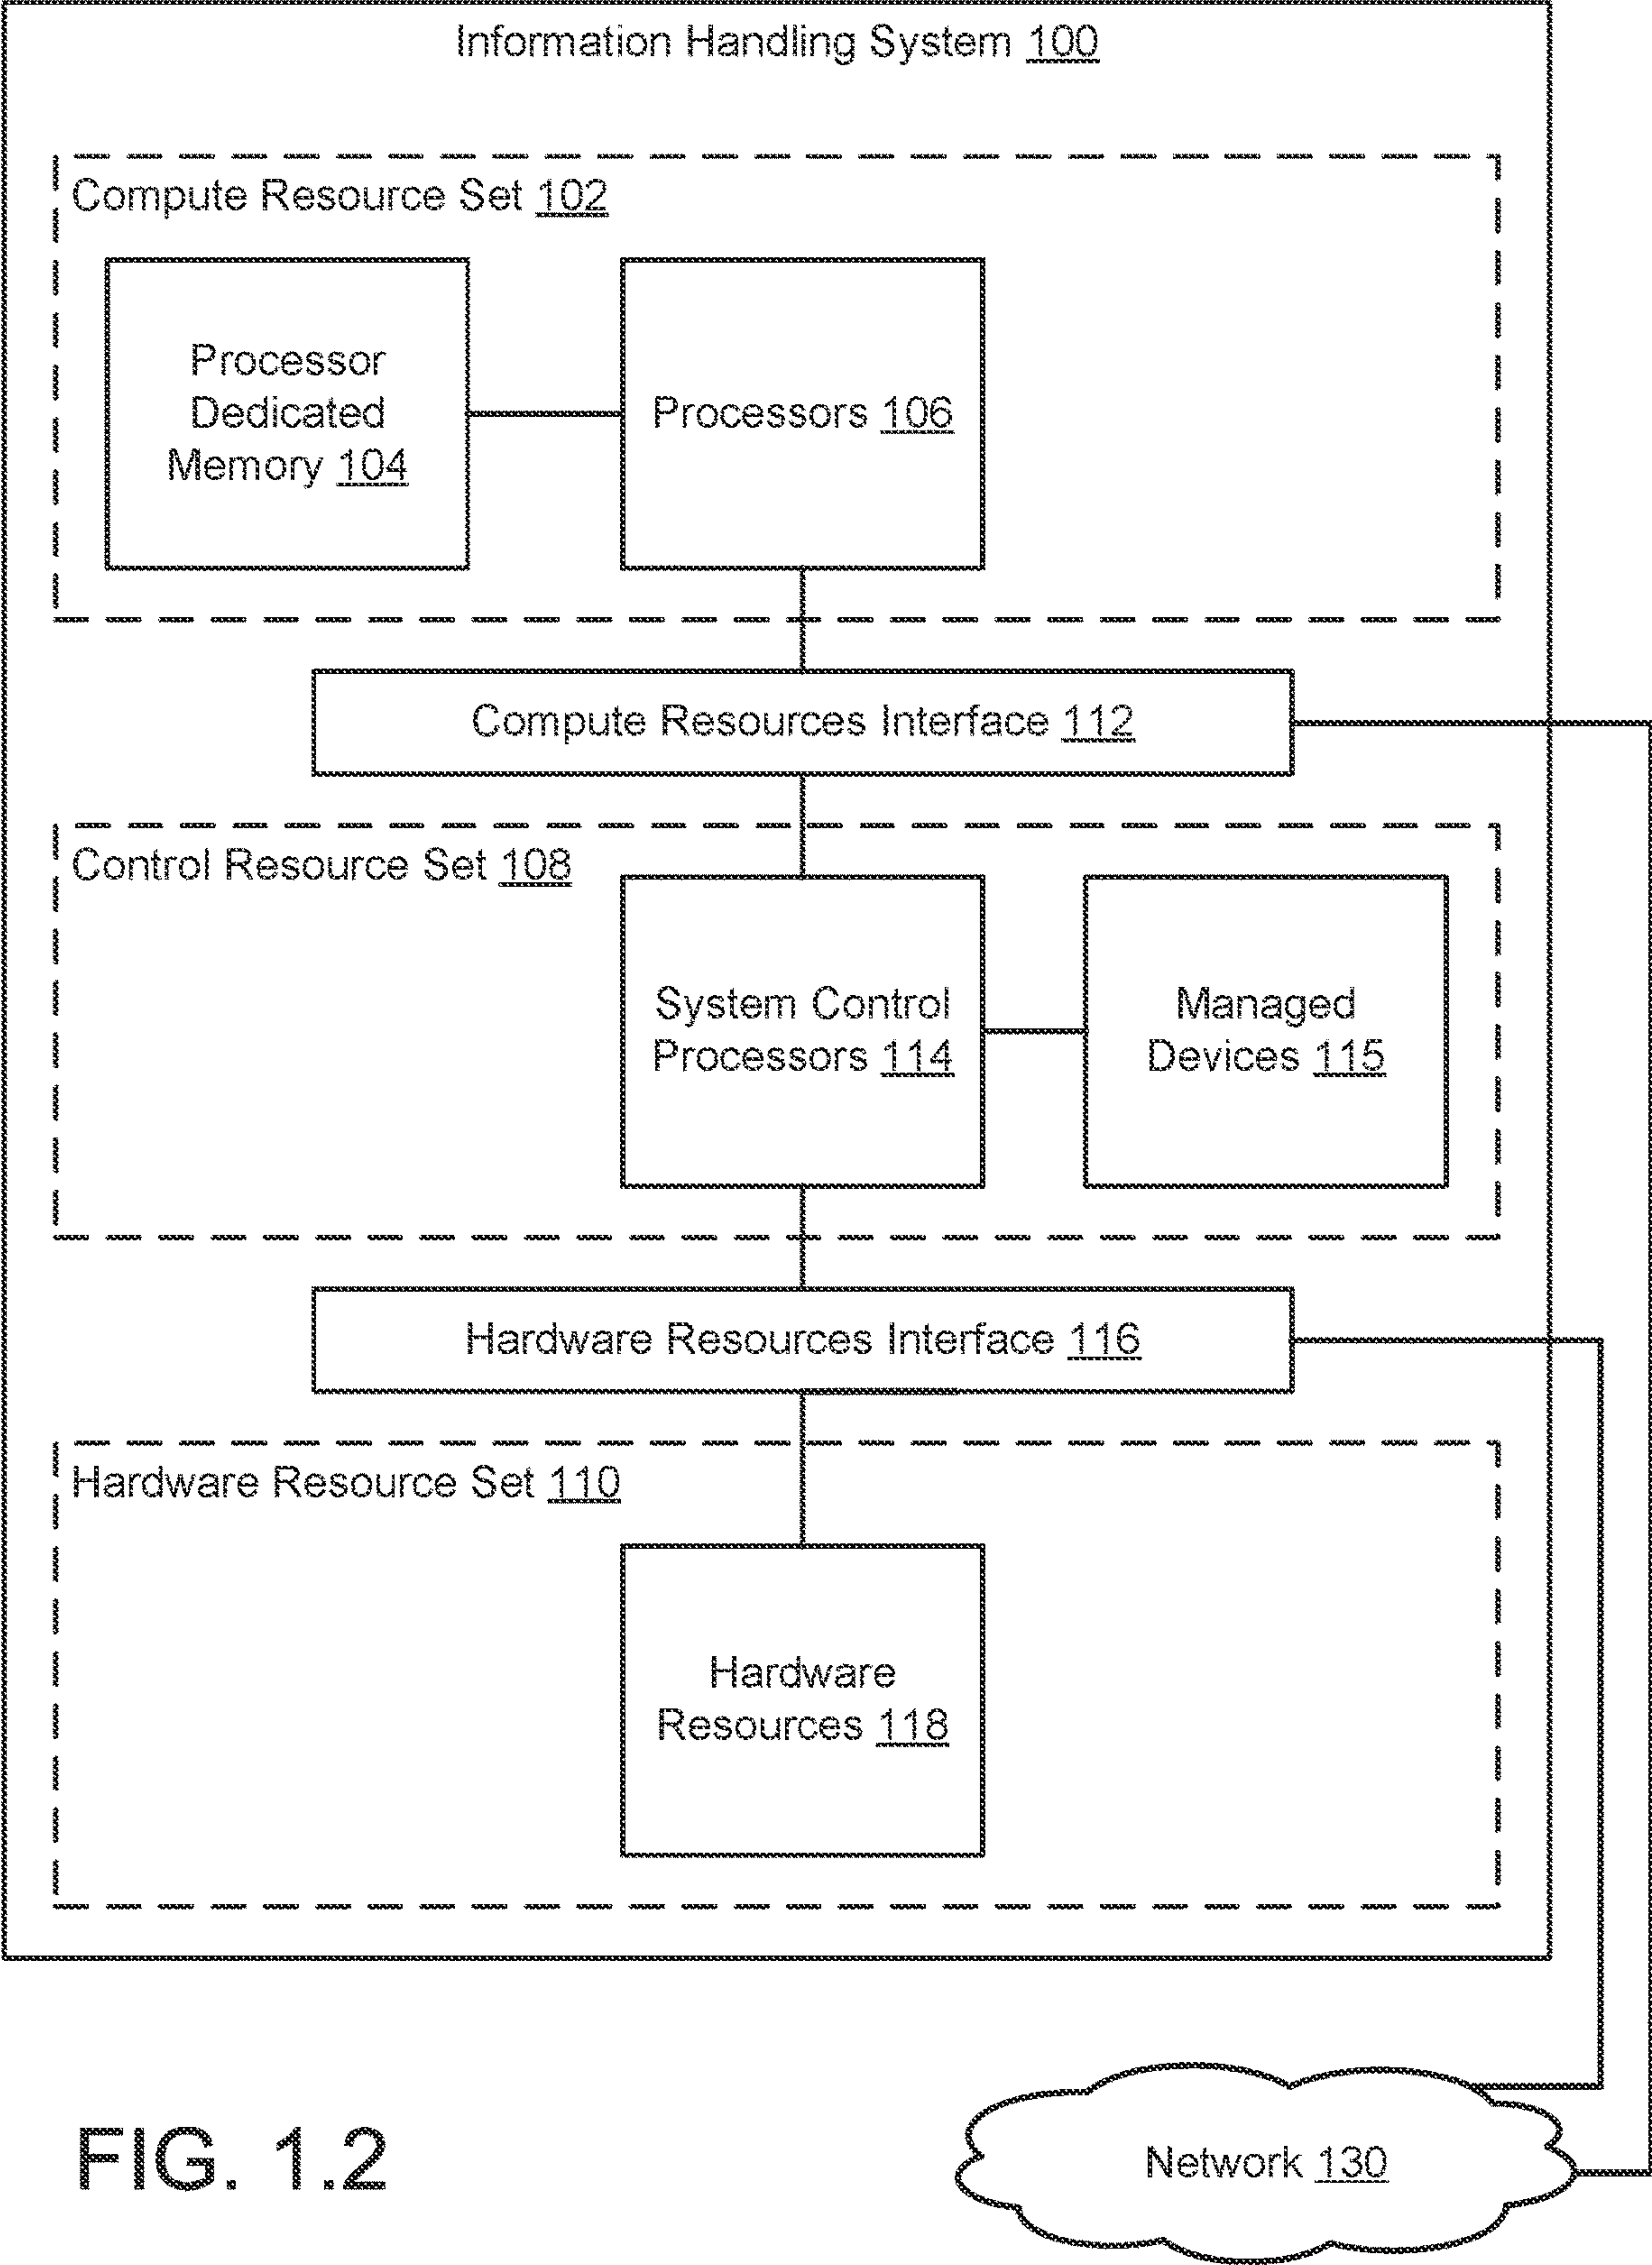 Information Handling System 100
Compute Resource Set 102
Processor
Dedicated
Memory 104
Processors 106
Compute Resources Interface 112
Control Resource Set 108
System Control
Processors 114
Managed
Devices 115
Hardware Resources Interface 116
Hardware Resource Set 110
Hardware
Resources 118
Network 130
FIG. 1.2